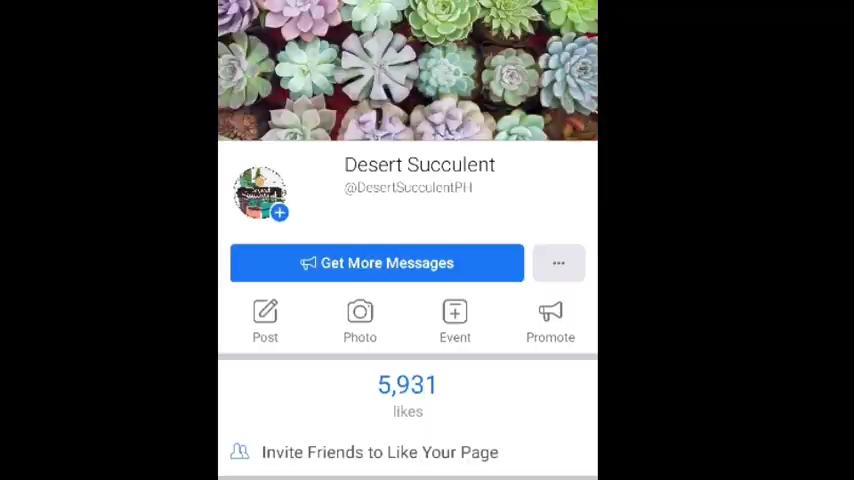 Desert Succulent
@DesertSucculentPH
Get More Messages
Post Photo Event Promote
5,931
likes
Invite Friends to Like Your Page